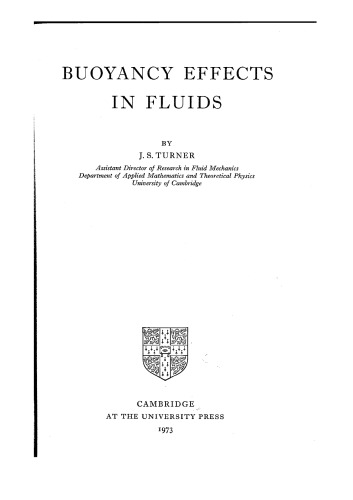 BUOYANCY EFFECTS
IN FLUIDS
BY
J. S. TURNER
Assistant Director of Research in Fluid Mechanics
Department of Applied Mathematics and Theoretical Physics
University of Cambridge
CAMBRIDGE
AT THE UNIVERSITY PRESS
1973